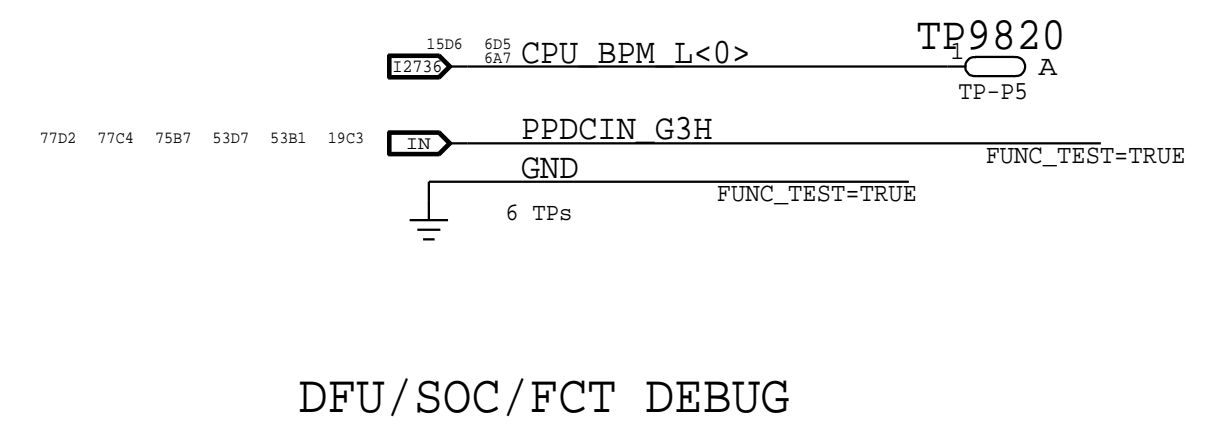 TP9820
15D6 6D5 CPU_BPM_L<0> 1
I2736 6A7 A
TP-P5
PPDCIN_G3H
77D2 77C4 75B7 53D7 53B1 19C3 IN
FUNC_TEST=TRUE
GND
FUNC_TEST=TRUE
6 TPs
DFU/SOC/FCT DEBUG